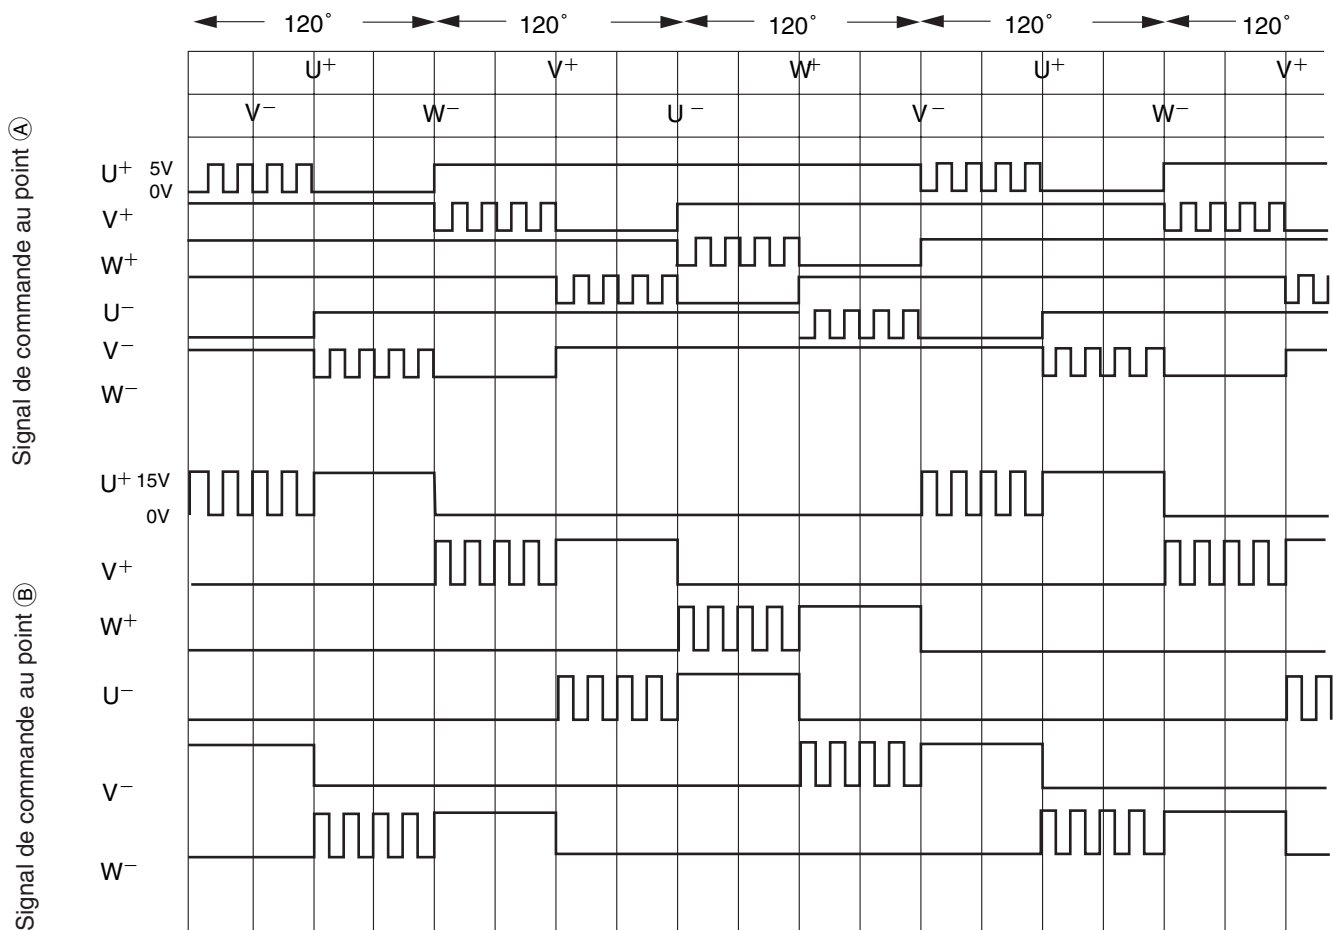 120° 120° 120° 120° 120°
U+ V+ W+ U+ V+
V− W− U− V− W−
Signal de commande au point Ⓐ
U+ 5V
0V
V+
W+
U−
V−
W−
Signal de commande au point Ⓑ
U+ 15V
0V
V+
W+
U−
V−
W−